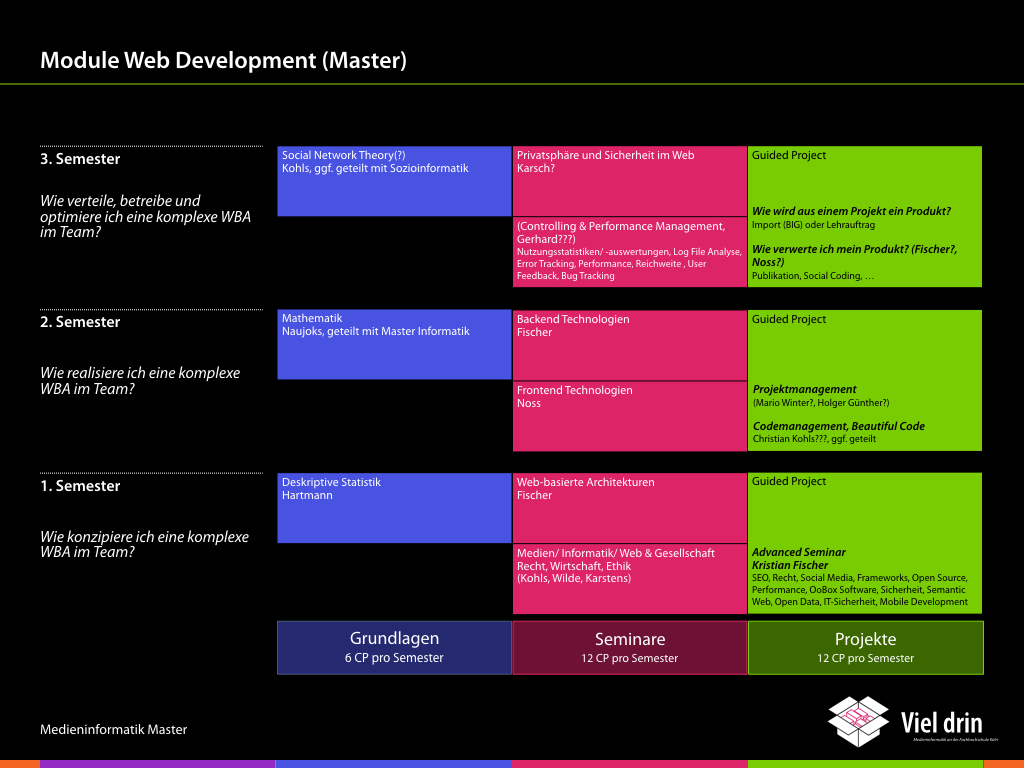 Module Web Development (Master)
3. Semester
Wie verteile, betreibe und
optimiere ich eine komplexe WBA
im Team?
Social Network Theory(?)
Kohls, ggf. geteilt mit Sozioinformatik
Privatsphäre und Sicherheit im Web
Karsch?
(Controlling & Performance Management,
Gerhard???)
Nutzungsstatistiken/ -auswertungen, Log File Analyse,
Error Tracking, Performance, Reichweite , User
Feedback, Bug Tracking
Guided Project
Wie wird aus einem Projekt ein Produkt?
Import (BIG) oder Lehrauftrag
Wie verwerte ich mein Produkt? (Fischer?,
Noss?)
Publikation, Social Coding, …
2. Semester
Wie realisiere ich eine komplexe
WBA im Team?
Mathematik
Naujoks, geteilt mit Master Informatik
Backend Technologien
Fischer
Frontend Technologien
Noss
Guided Project
Projektmanagement
(Mario Winter?, Holger Günther?)
Codemanagement, Beautiful Code
Christian Kohls???, ggf. geteilt
1. Semester
Wie konzipiere ich eine komplexe
WBA im Team?
Deskriptive Statistik
Hartmann
Web-basierte Architekturen
Fischer
Medien/ Informatik/ Web & Gesellschaft
Recht, Wirtschaft, Ethik
(Kohls, Wilde, Karstens)
Guided Project
Advanced Seminar
Kristian Fischer
SEO, Recht, Social Media, Frameworks, Open Source,
Performance, OoBox Software, Sicherheit, Semantic
Web, Open Data, IT-Sicherheit, Mobile Development
Grundlagen
6 CP pro Semester
Seminare
12 CP pro Semester
Projekte
12 CP pro Semester
Medieninformatik Master
Viel drin
Medieninformatik an der Fachhochschule Köln